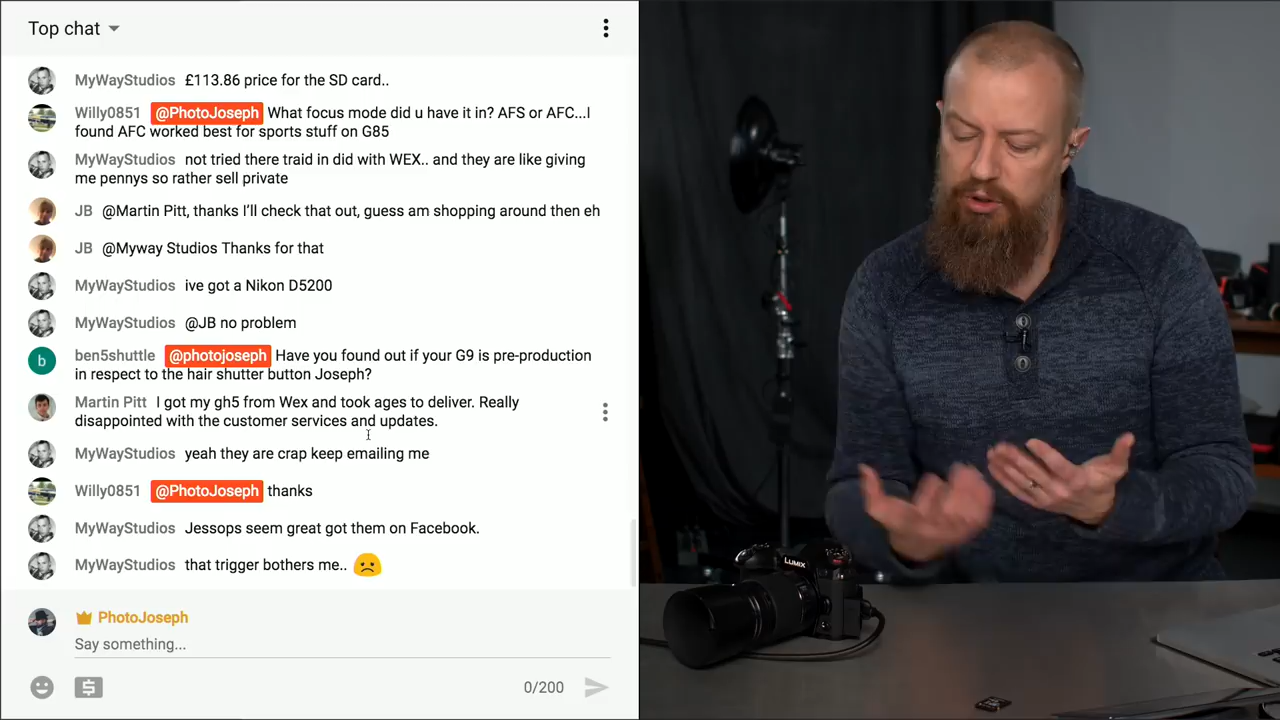 Top chat
MyWayStudios £113.86 price for the SD card..
Willy0851 @PhotoJoseph What focus mode did u have it in? AFS or AFC...I
found AFC worked best for sports stuff on G85
MyWayStudios not tried there traid in did with WEX.. and they are like giving
me pennys so rather sell private
JB @Martin Pitt, thanks I’ll check that out, guess am shopping around then eh
JB @Myway Studios Thanks for that
MyWayStudios ive got a Nikon D5200
MyWayStudios @JB no problem
b ben5shuttle @photojoseph Have you found out if your G9 is pre-production
in respect to the hair shutter button Joseph?
Martin Pitt I got my gh5 from Wex and took ages to deliver. Really
disappointed with the customer services and updates.
MyWayStudios yeah they are crap keep emailing me
Willy0851 @PhotoJoseph thanks
MyWayStudios Jessops seem great got them on Facebook.
MyWayStudios that trigger bothers me..
PhotoJoseph
Say something...
$ 0/200
LUMIX